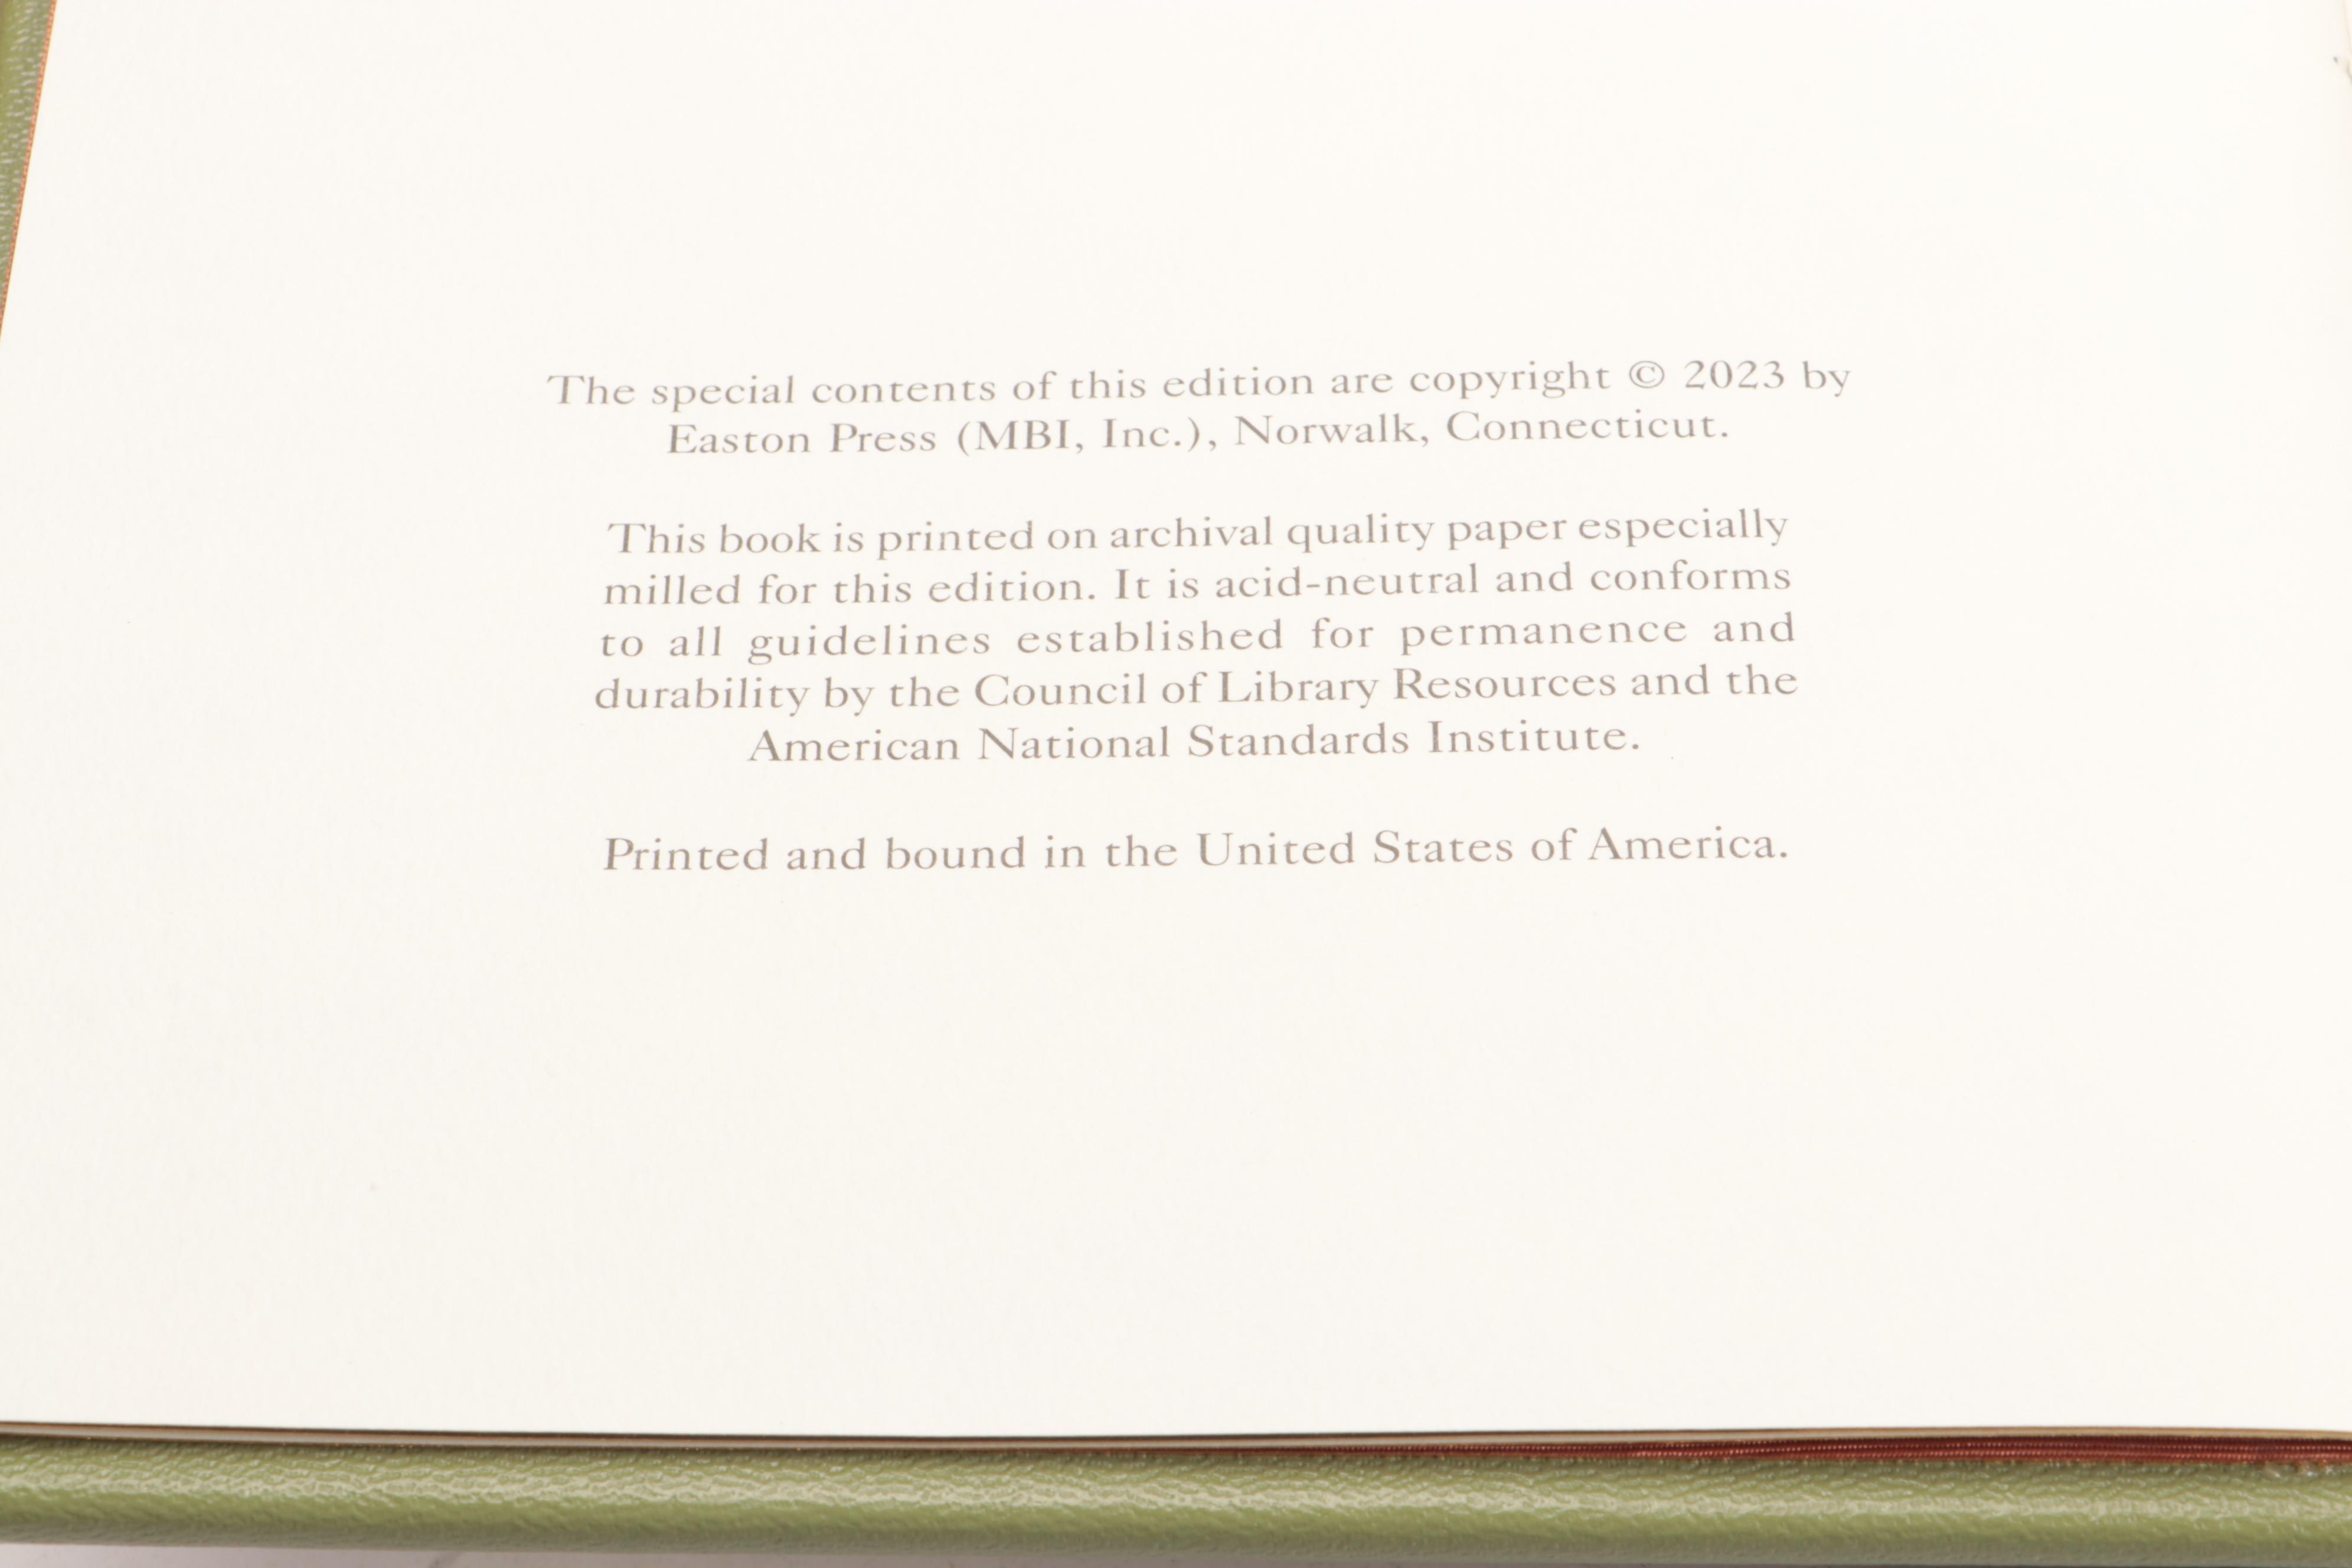 The special contents of this edition are copyright © 2023 by
Easton Press (MBI, Inc.), Norwalk, Connecticut.
This book is printed on archival quality paper especially
milled for this edition. It is acid-neutral and conforms
to all guidelines established for permanence and
durability by the Council of Library Resources and the
American National Standards Institute.
Printed and bound in the United States of America.